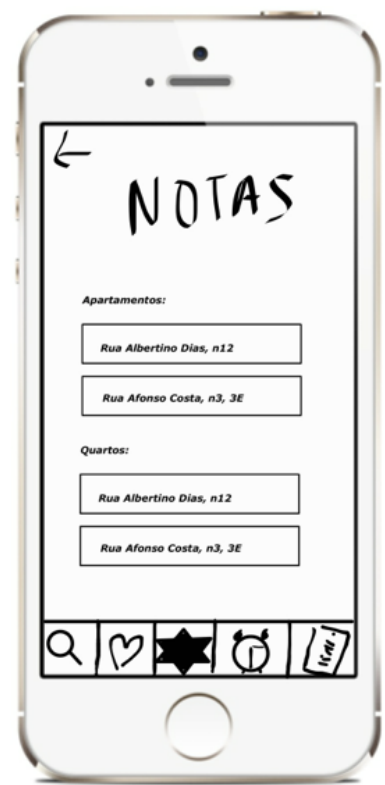 NOTAS
Apartamentos:
Rua Albertino Dias, n12
Rua Afonso Costa, n3, 3E
Quartos:
Rua Albertino Dias, n12
Rua Afonso Costa, n3, 3E